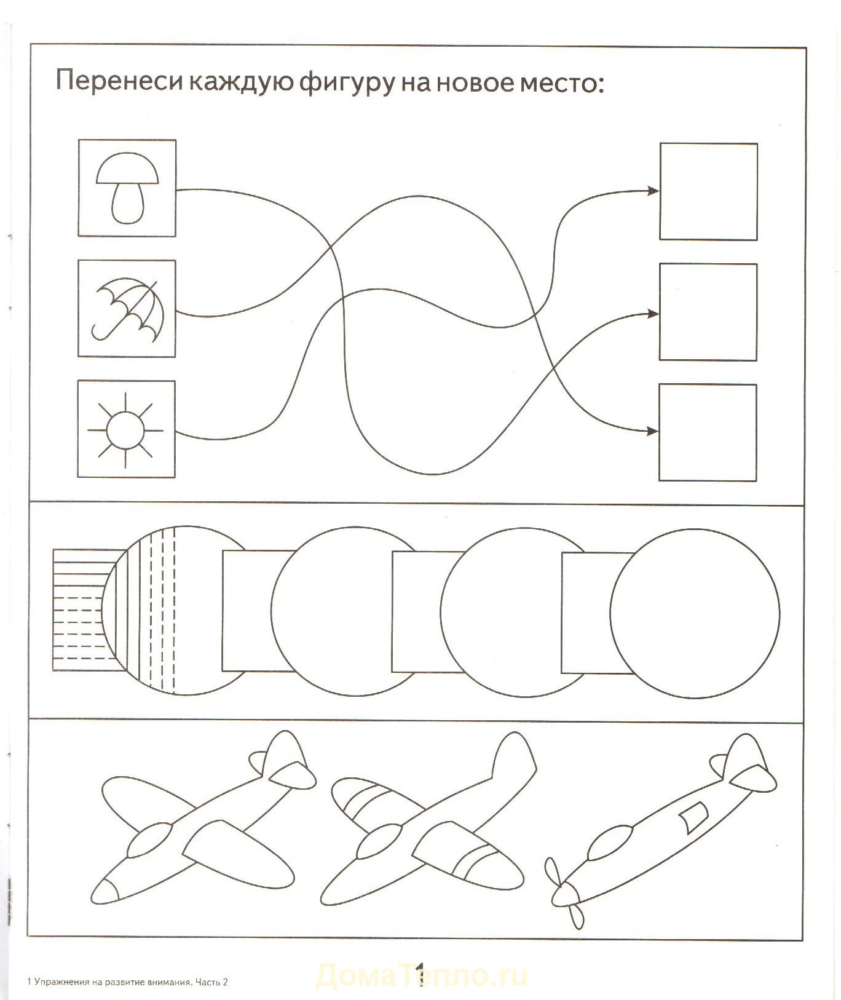 Перенеси каждую фигуру на новое место:
1
1 Упражнения на развитие внимания. Часть 2
ДомаТепло.ru